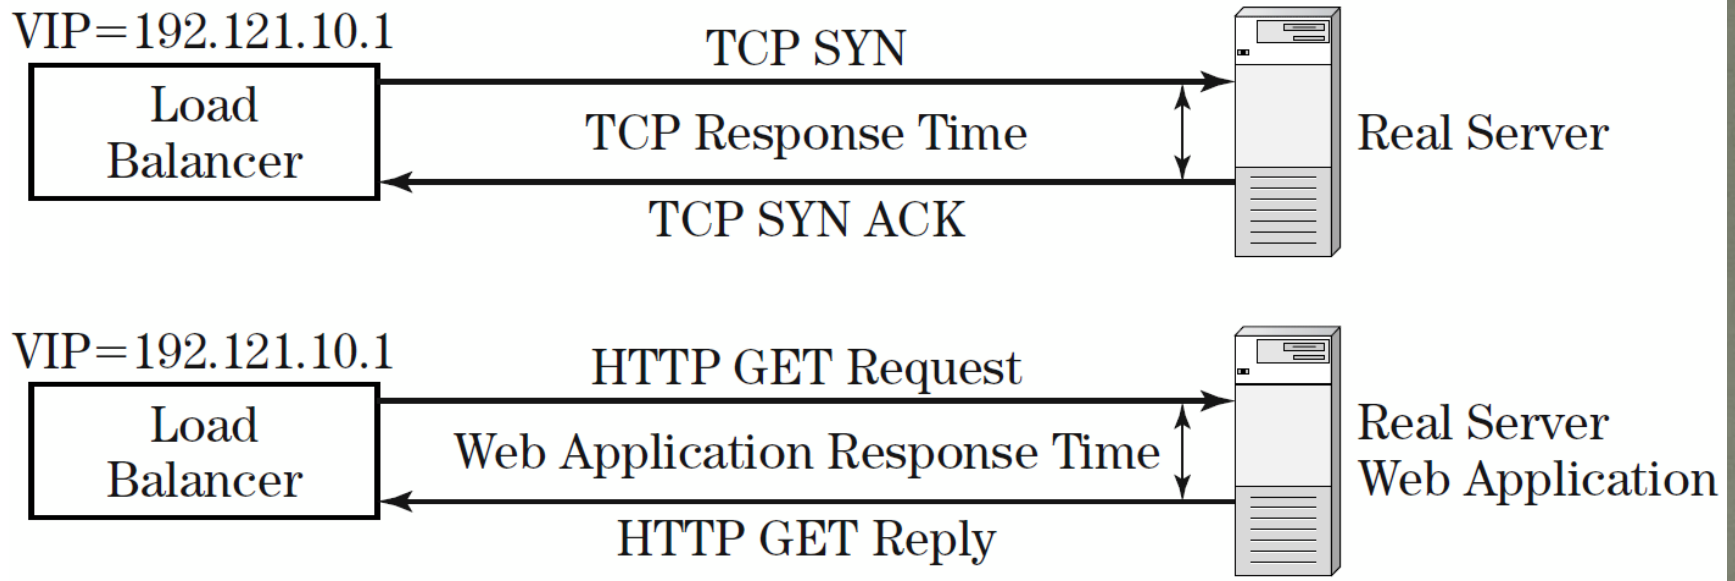 VIP=192.121.10.1
Load
Balancer
TCP SYN
TCP Response Time
TCP SYN ACK
Real Server
VIP=192.121.10.1
Load
Balancer
HTTP GET Request
Web Application Response Time
HTTP GET Reply
Real Server
Web Application